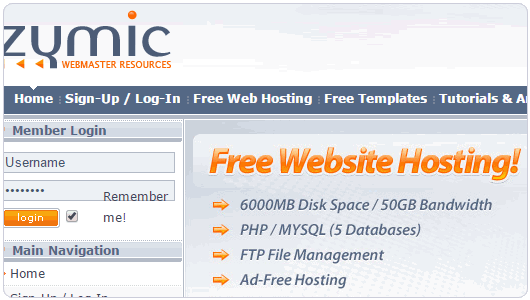 zymic
WEBMASTER RESOURCES
Home Sign-Up / Log-In Free Web Hosting Free Templates Tutorials &
Member Login
Username
Remember
login me!
Main Navigation
Home
Sign-Up / Log-In
Free Website Hosting!
6000MB Disk Space / 50GB Bandwidth
PHP / MYSQL (5 Databases)
FTP File Management
Ad-Free Hosting